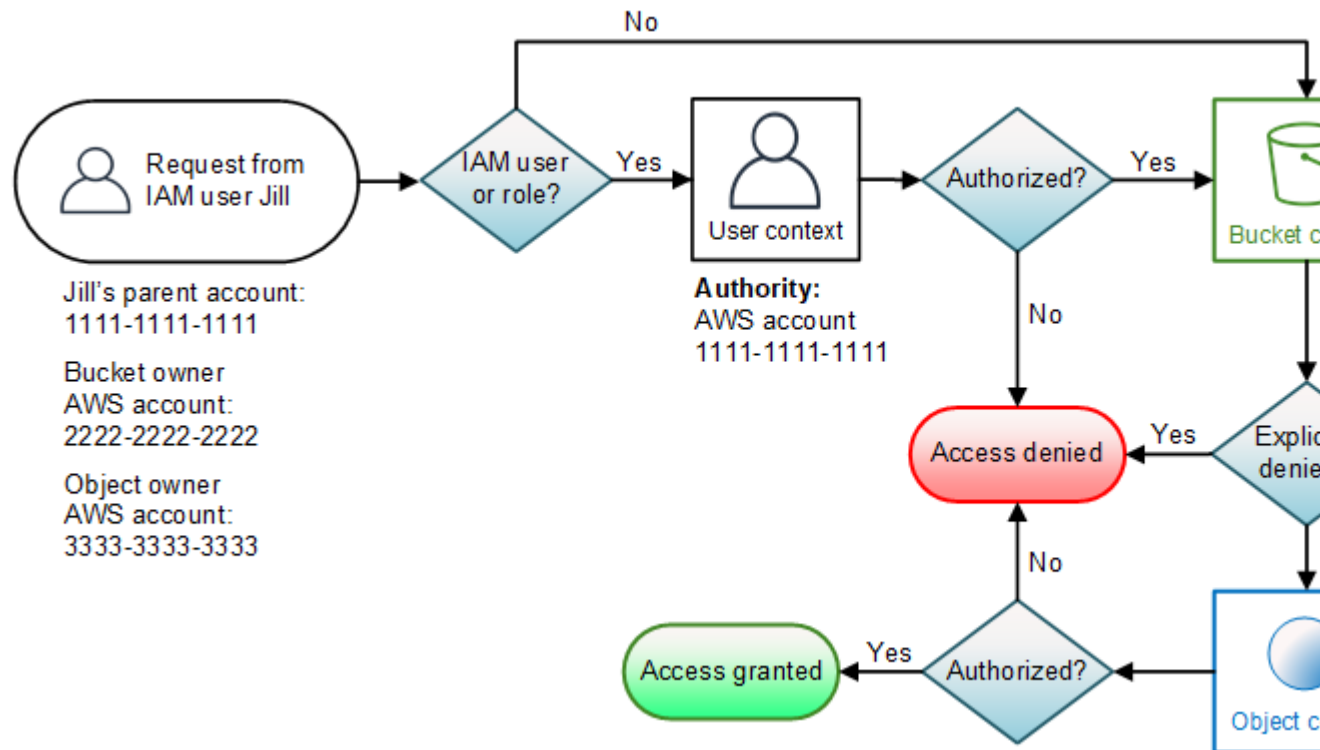 No
Request from
IAM user Jill
IAM user
or role?
Yes
User context
Authorized?
Yes
Bucket
Jill's parent account:
1111-1111-1111
Bucket owner
AWS account:
2222-2222-2222
Object owner
AWS account:
3333-3333-3333
Authority:
AWS account
1111-1111-1111
No
Access denied
Yes
No
Access granted
Yes
Authorized?
Object